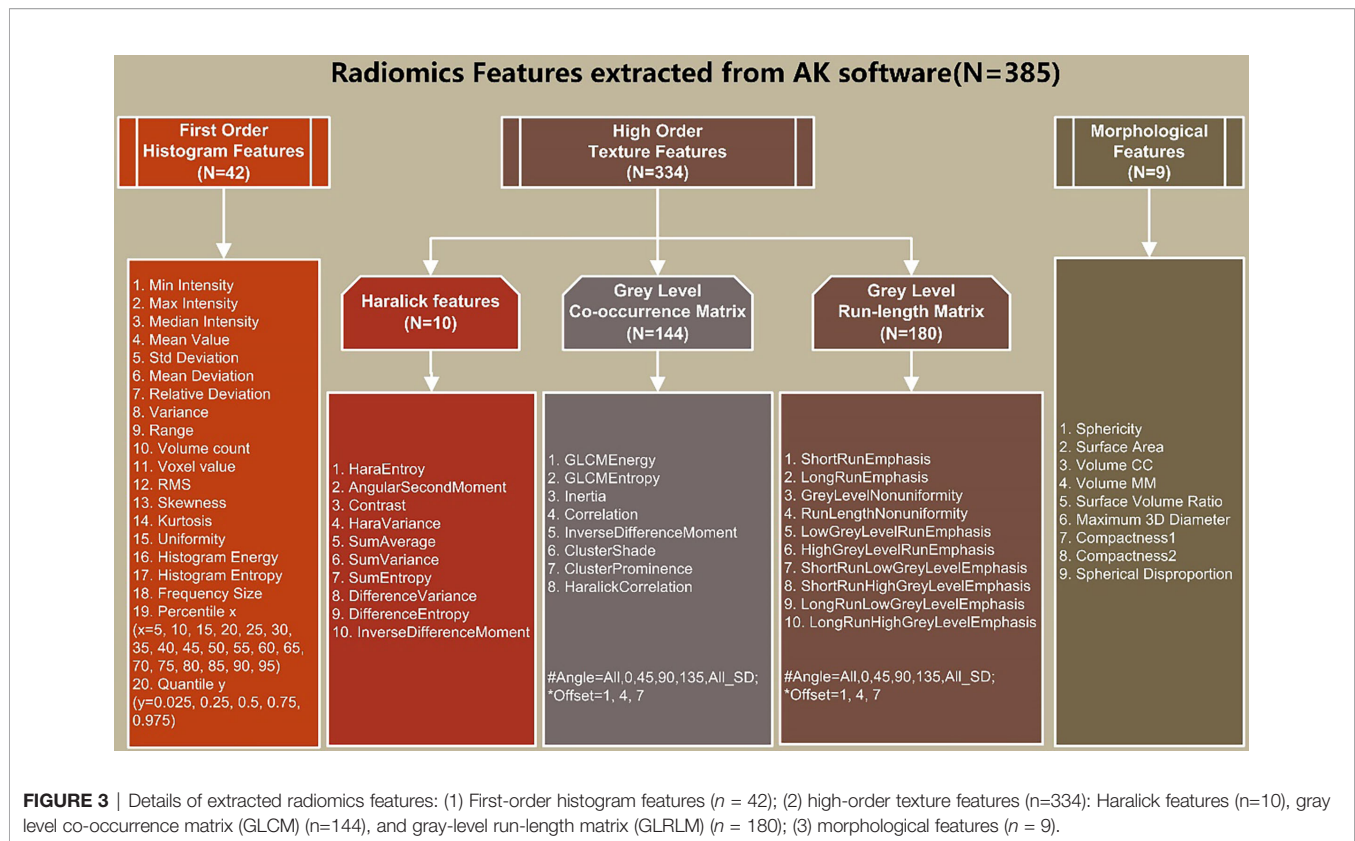 Radiomics Features extracted from AK software(N=385)
First Order
Histogram Features
(N=42)
High Order
Texture Features
(N=334)
Morphological
Features
(N=9)
1. Min Intensity
2. Max Intensity
3. Median Intensity
4. Mean Value
5. Std Deviation
6. Mean Deviation
7. Relative Deviation
8. Variance
9. Range
10. Volume count
11. Voxel value
12. RMS
13. Skewness
14. Kurtosis
15. Uniformity
16. Histogram Energy
17. Histogram Entropy
18. Frequency Size
19. Percentile x
(x=5, 10, 15, 20, 25, 30,
35, 40, 45, 50, 55, 60, 65,
70, 75, 80, 85, 90, 95)
20. Quantile y
(y=0.025, 0.25, 0.5, 0.75,
0.975)
Haralick features
(N=10)
1. HaraEntroy
2. AngularSecondMoment
3. Contrast
4. HaraVariance
5. SumAverage
6. SumVariance
7. SumEntropy
8. DifferenceVariance
9. DifferenceEntropy
10. InverseDifferenceMoment
Grey Level
Co-occurrence Matrix
(N=144)
1. GLCMEnergy
2. GLCMEntropy
3. Inertia
4. Correlation
5. InverseDifferenceMoment
6. ClusterShade
7. ClusterProminence
8. HaralickCorrelation
#Angle=All,0,45,90,135,All_SD;
*Offset=1, 4, 7
Grey Level
Run-length Matrix
(N=180)
1. ShortRunEmphasis
2. LongRunEmphasis
3. GreyLevelNonuniformity
4. RunLengthNonuniformity
5. LowGreyLevelRunEmphasis
6. HighGreyLevelRunEmphasis
7. ShortRunLowGreyLevelEmphasis
8. ShortRunHighGreyLevelEmphasis
9. LongRunLowGreyLevelEmphasis
10. LongRunHighGreyLevelEmphasis
#Angle=All,0,45,90,135,All_SD;
*Offset=1, 4, 7
1. Sphericity
2. Surface Area
3. Volume CC
4. Volume MM
5. Surface Volume Ratio
6. Maximum 3D Diameter
7. Compactness1
8. Compactness2
9. Spherical Disproportion
FIGURE 3 | Details of extracted radiomics features: (1) First-order histogram features (n = 42); (2) high-order texture features (n=334): Haralick features (n=10), gray
level co-occurrence matrix (GLCM) (n=144), and gray-level run-length matrix (GLRLM) (n = 180); (3) morphological features (n = 9).